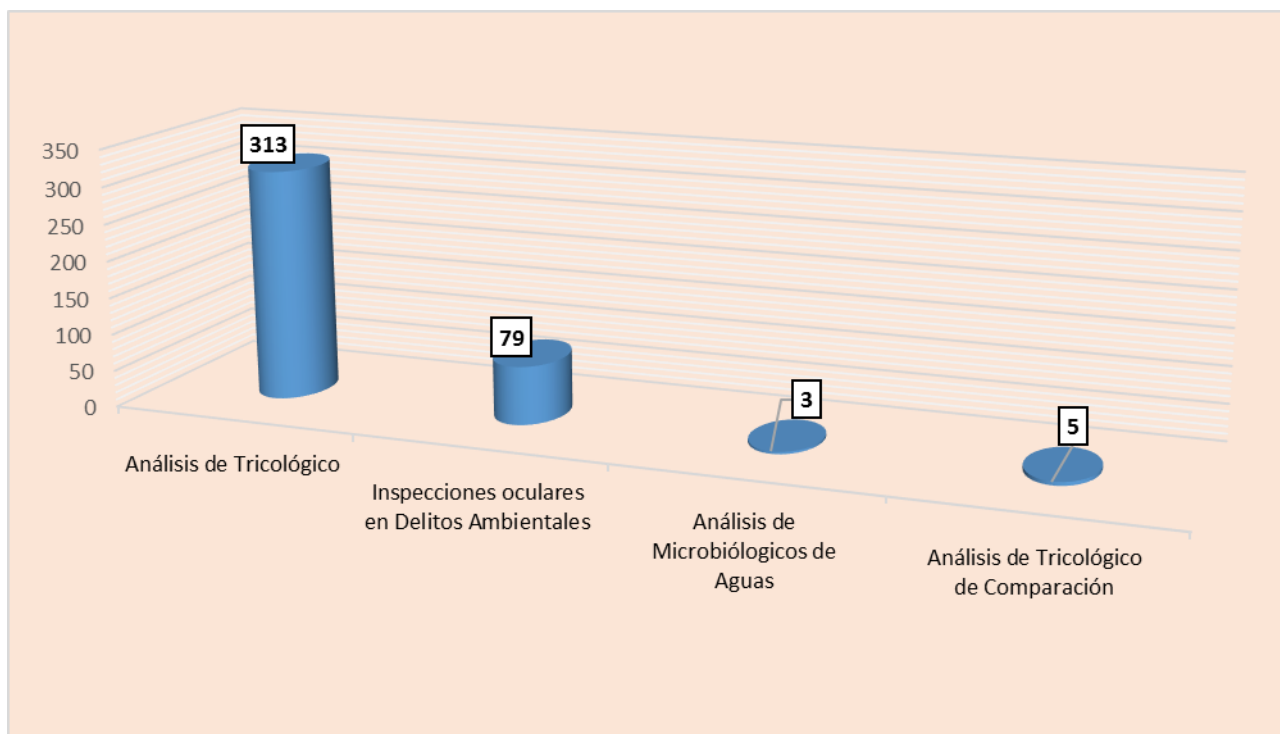 350
300
250
200
150
100
50
0
313
79
3
5
Análisis de Tricológico
Inspecciones oculares
en Delitos Ambientales
Análisis de
Microbiólogicos de
Aguas
Análisis de Tricológico
de Comparación